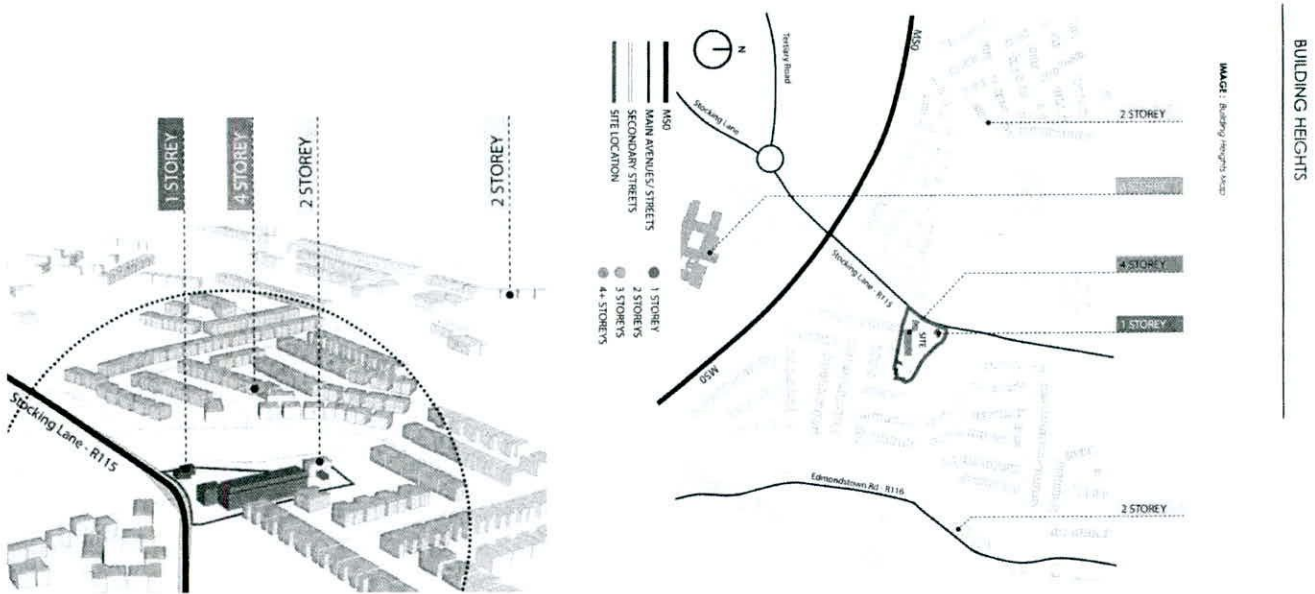 BUILDING HEIGHTS
IMAGE : Building Heights Map
2 STOREY
4 STOREY
1 STOREY
2 STOREY
M50
Tertiary Road
Stocking Lane
N
Stocking Lane - R115
SITE
M50
Edmondstown Rd - R116
M50
MAIN AVENUES/ STREETS
SECONDARY STREETS
SITE LOCATION
1 STOREY
2 STOREYS
3 STOREYS
4+ STOREYS
1 STOREY
4 STOREY
2 STOREY
2 STOREY
Stocking Lane - R115